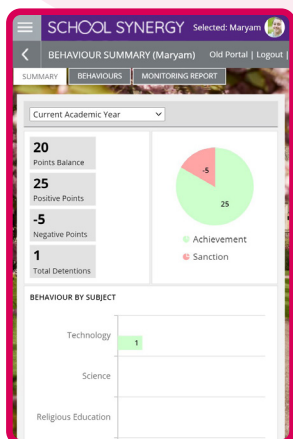 SCHOOL SYNERGY Selected: Maryam
BEHAVIOUR SUMMARY (Maryam) Old Portal | Logout |
SUMMARY BEHAVIOURS MONITORING REPORT
Current Academic Year
20
Points Balance
25
Positive Points
-5
Negative Points
1
Total Detentions
-5
25
Achievement
Sanction
BEHAVIOUR BY SUBJECT
Technology 1
Science
Religious Education